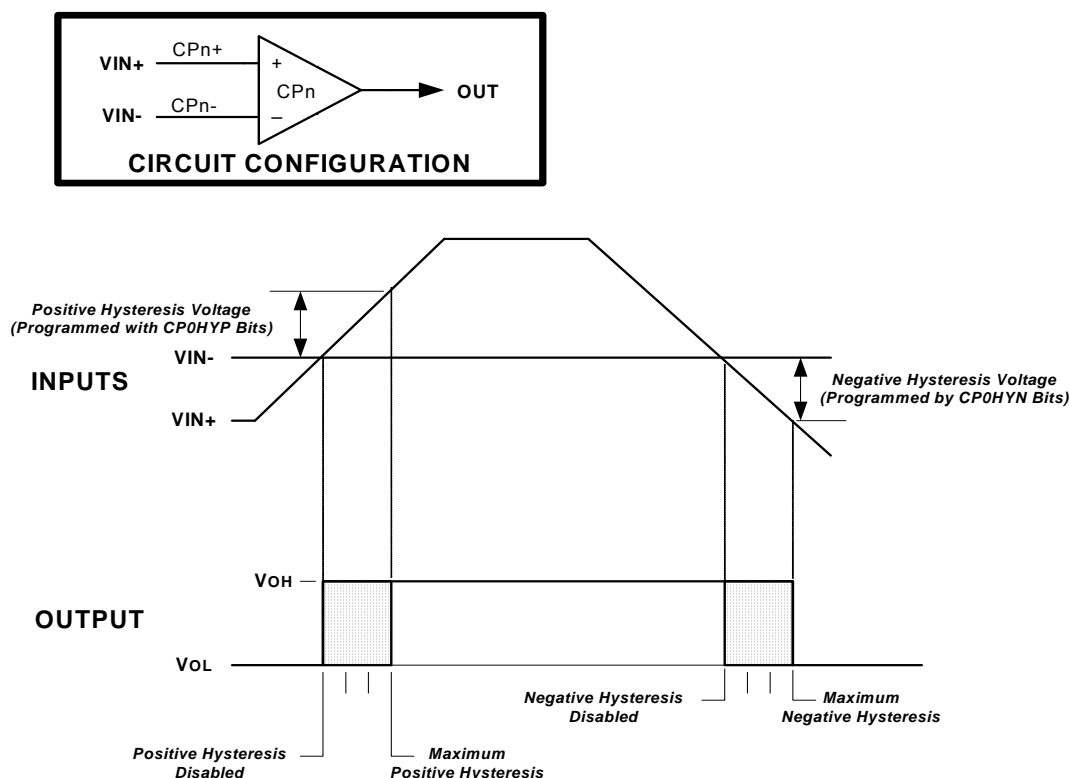 VIN+
CPn+
+
CPn
OUT
VIN-
CPn-
−
CIRCUIT CONFIGURATION
Positive Hysteresis Voltage
(Programmed with CP0HYP Bits)
VIN-
INPUTS
Negative Hysteresis Voltage
(Programmed by CP0HYN Bits)
VIN+
VOH
OUTPUT
VOL
Negative Hysteresis
Disabled
Maximum
Negative Hysteresis
Positive Hysteresis
Disabled
Maximum
Positive Hysteresis